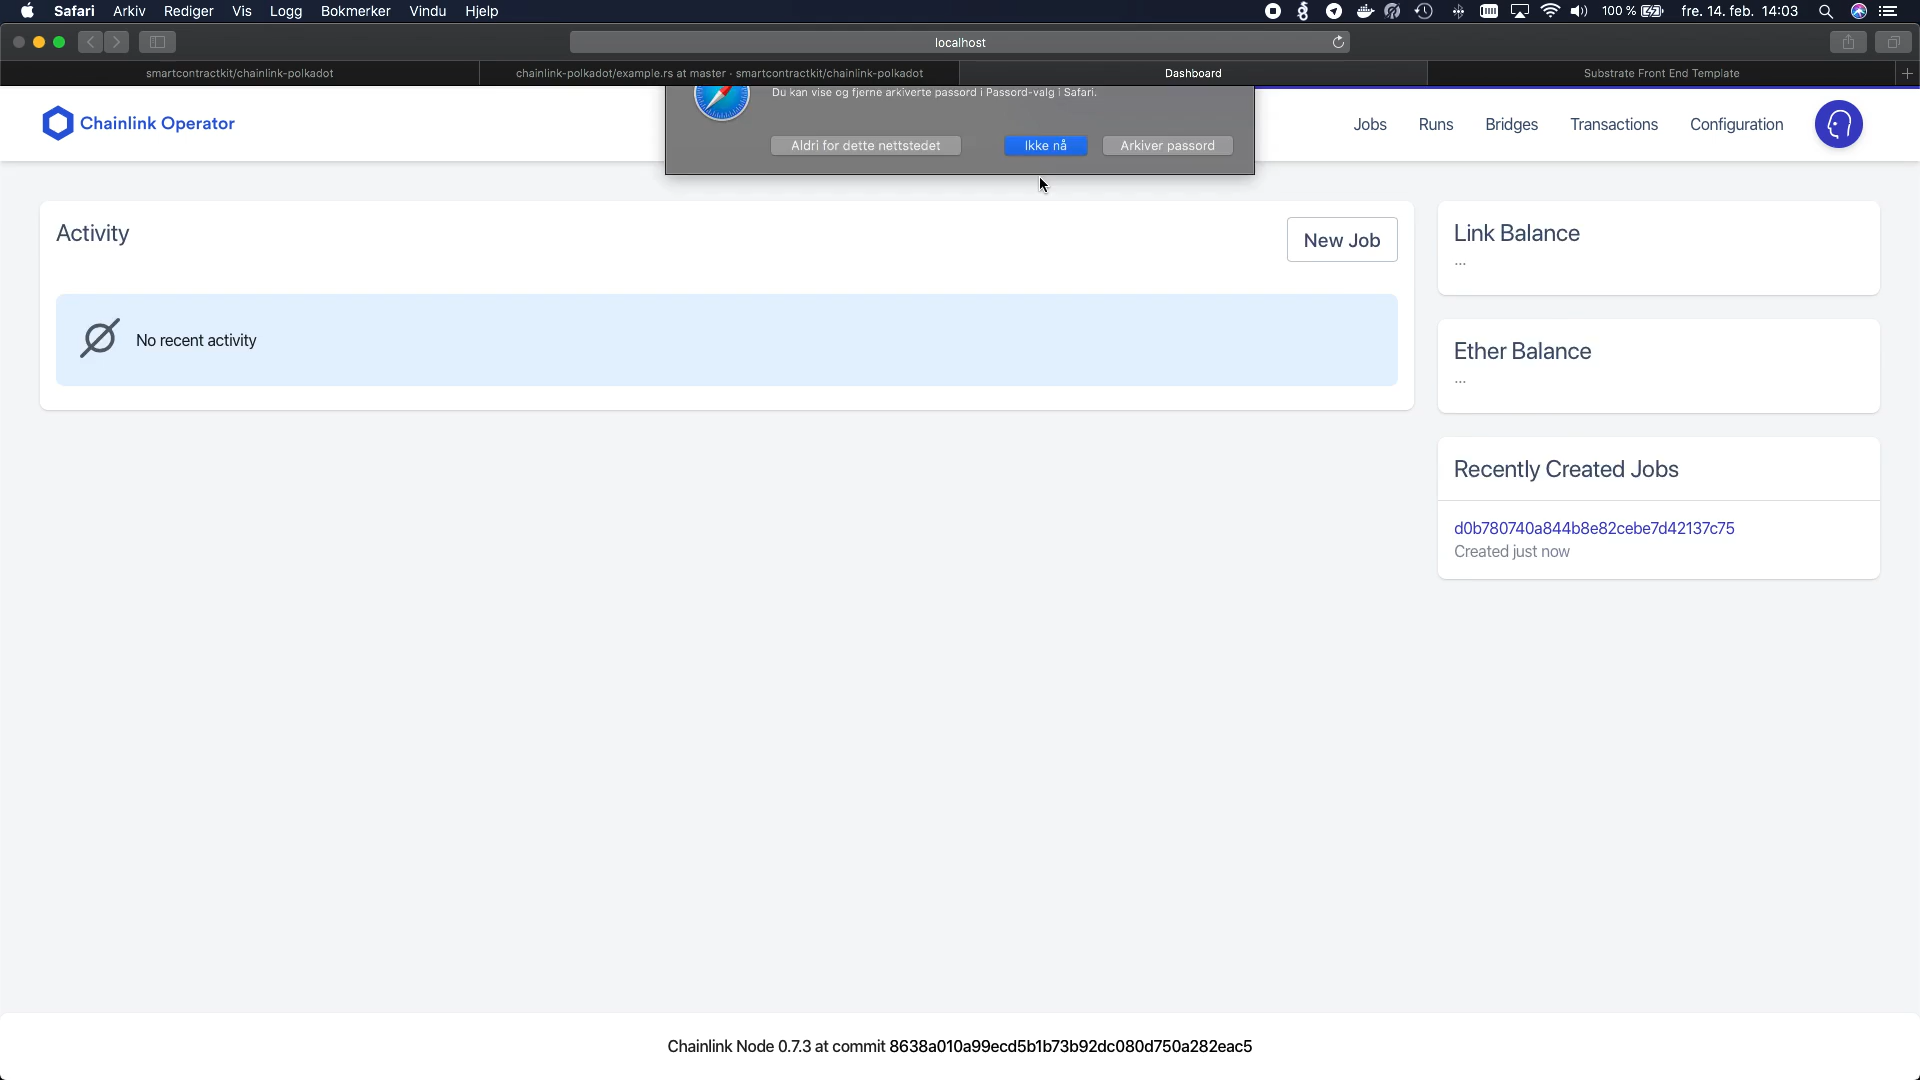 Safari Arkiv Rediger Vis Logg Bokmerker Vindu Hjelp 100 % fre. 14. feb. 14:03
localhost
smartcontractkit/chainlink-polkadot
chainlink-polkadot/example.rs at master · smartcontractkit/chainlink-polkadot
Dashboard
Substrate Front End Template
Du kan vise og fjerne arkiverte passord i Passord-valg i Safari.
Aldri for dette nettstedet
Ikke nå
Arkiver passord
Chainlink Operator
Jobs
Runs
Bridges
Transactions
Configuration
Activity
New Job
No recent activity
Link Balance
...
Ether Balance
...
Recently Created Jobs
d0b780740a844b8e82cebe7d42137c75
Created just now
Chainlink Node 0.7.3 at commit 8638a010a99ecd5b1b73b92dc080d750a282eac5